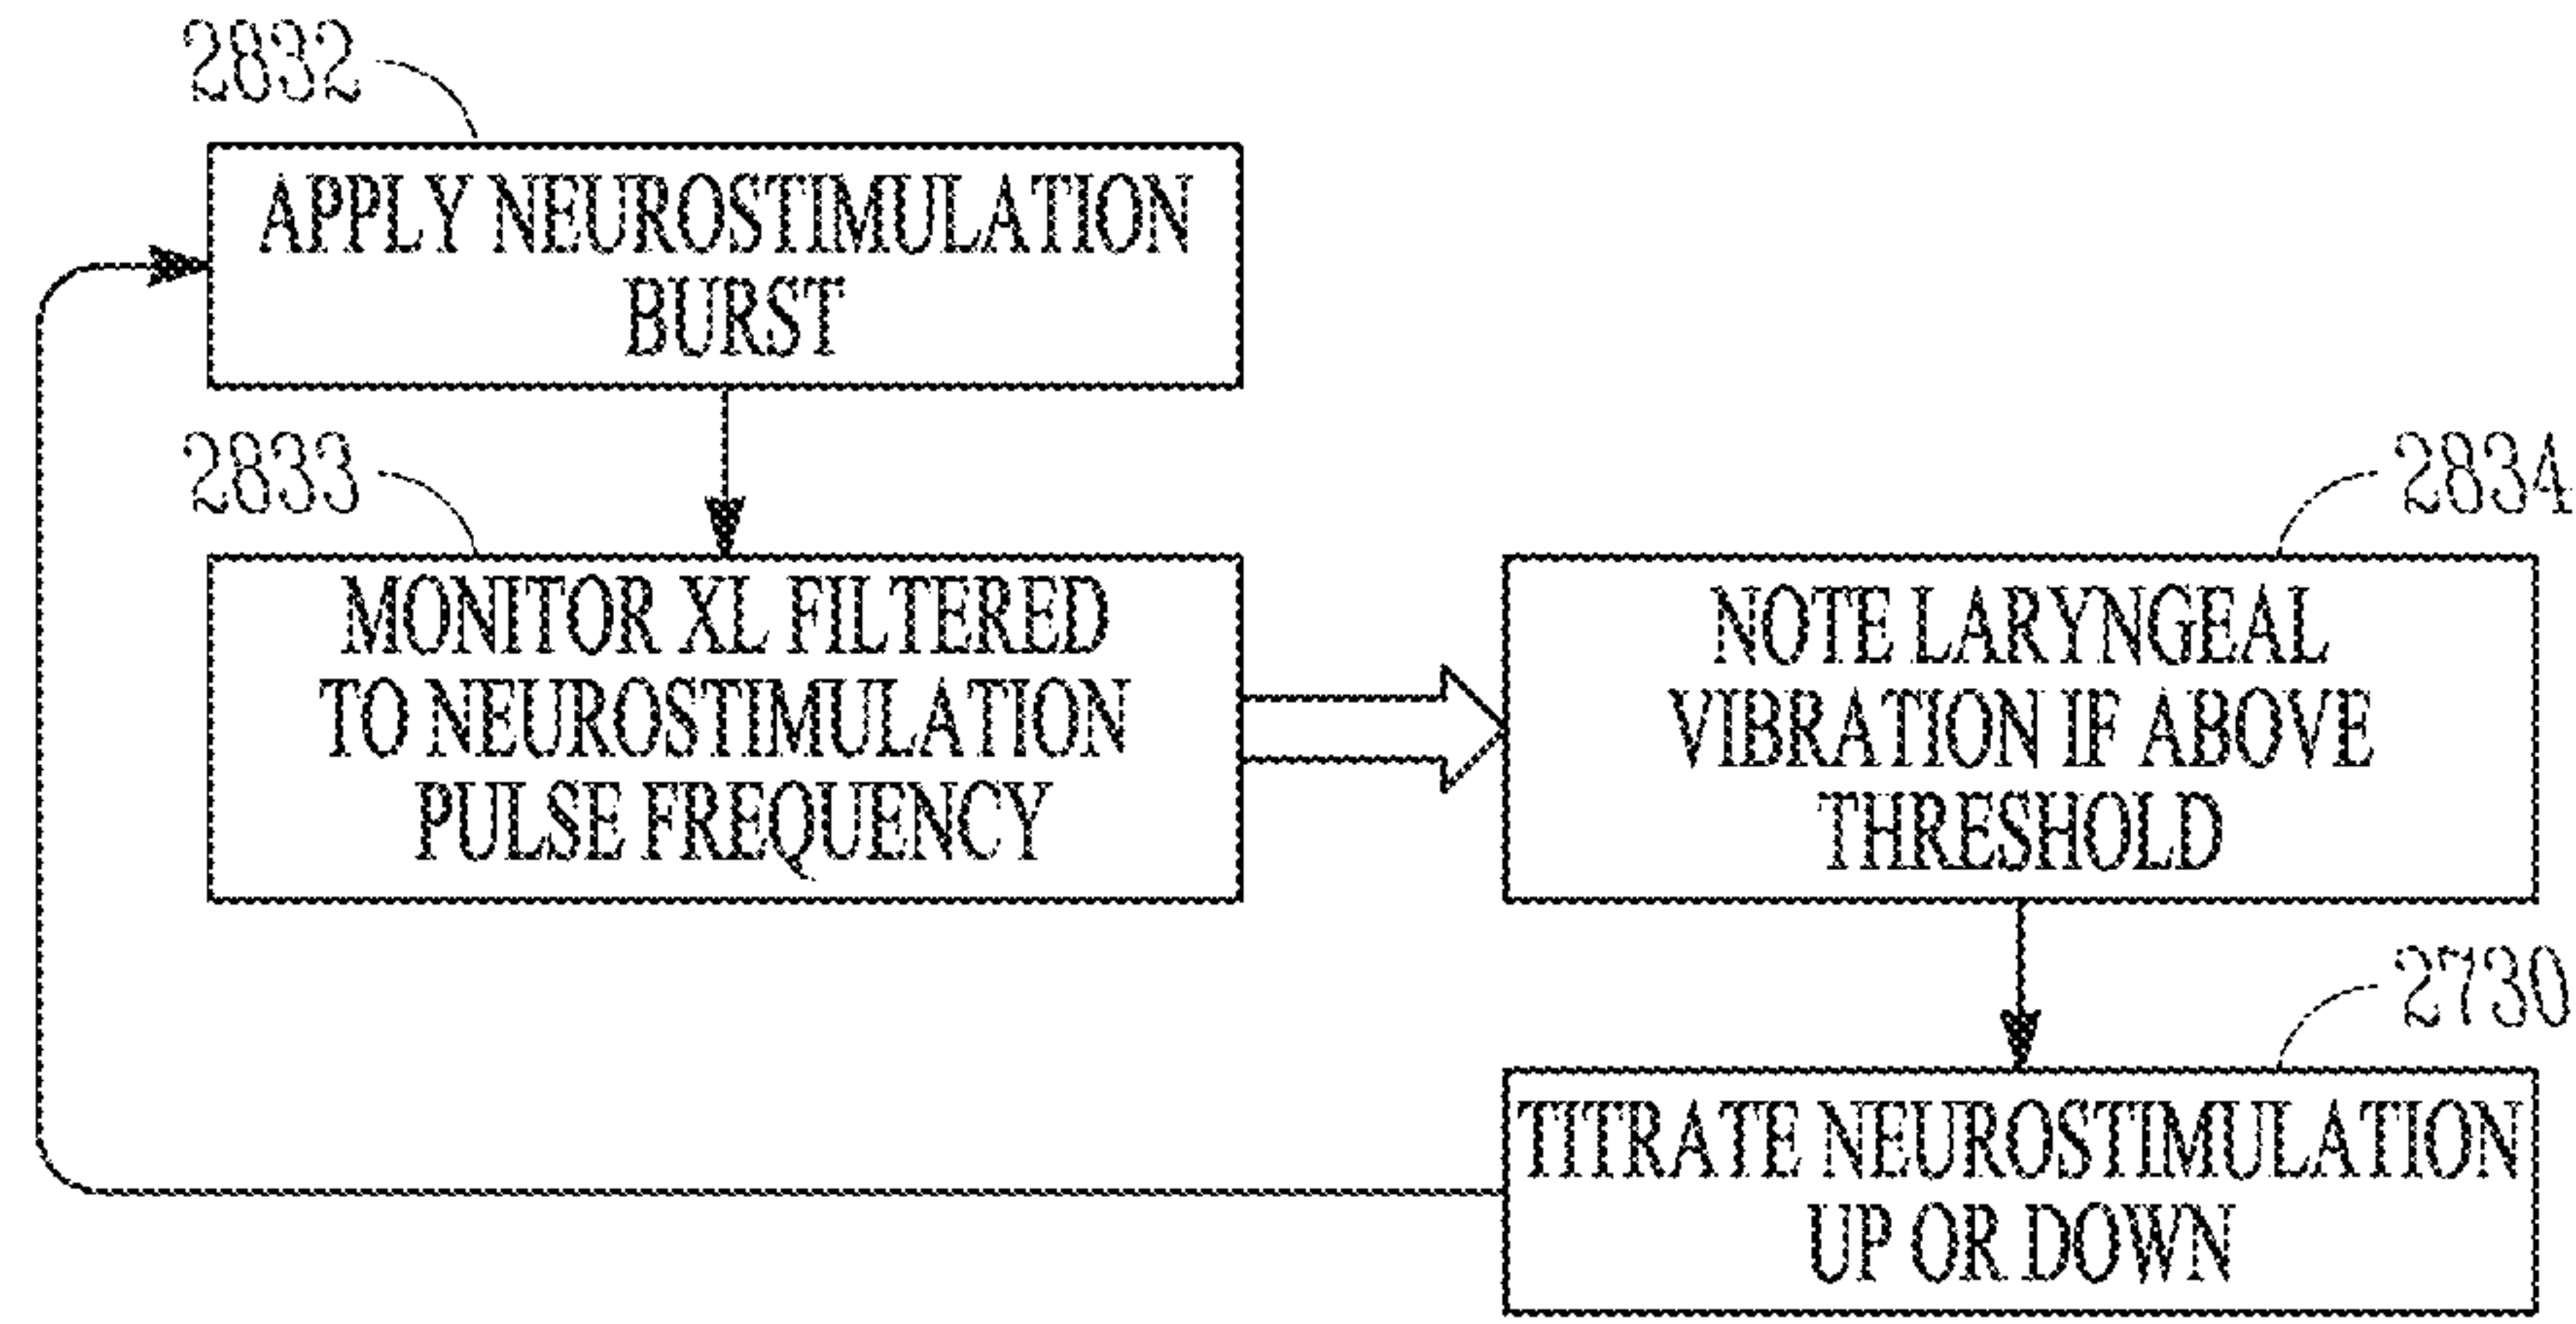 2832
APPLY NEUROSTIMULATION
BURST
2833
MONITOR XL FILTERED
TO NEUROSTIMULATION
PULSE FREQUENCY
2834
NOTE LARYNGEAL
VIBRATION IF ABOVE
THRESHOLD
2730
TITRATE NEUROSTIMULATION
UP OR DOWN